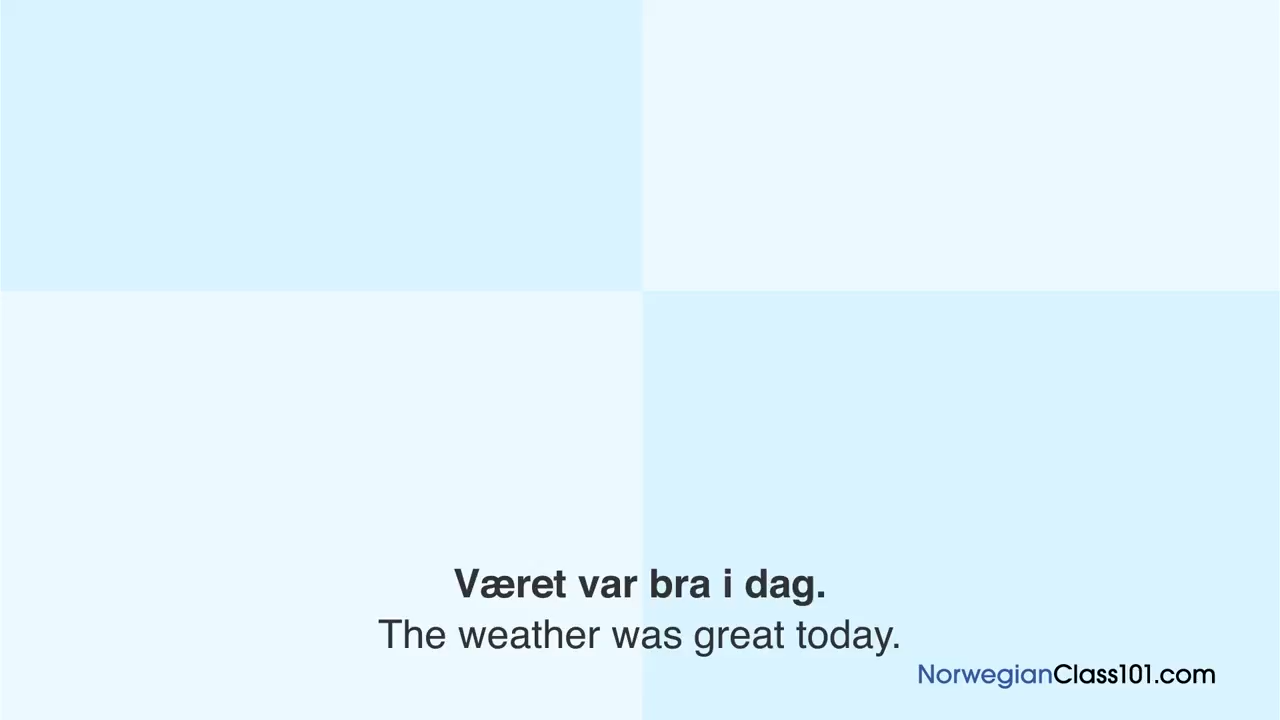 Været var bra i dag.
The weather was great today.
NorwegianClass101.com